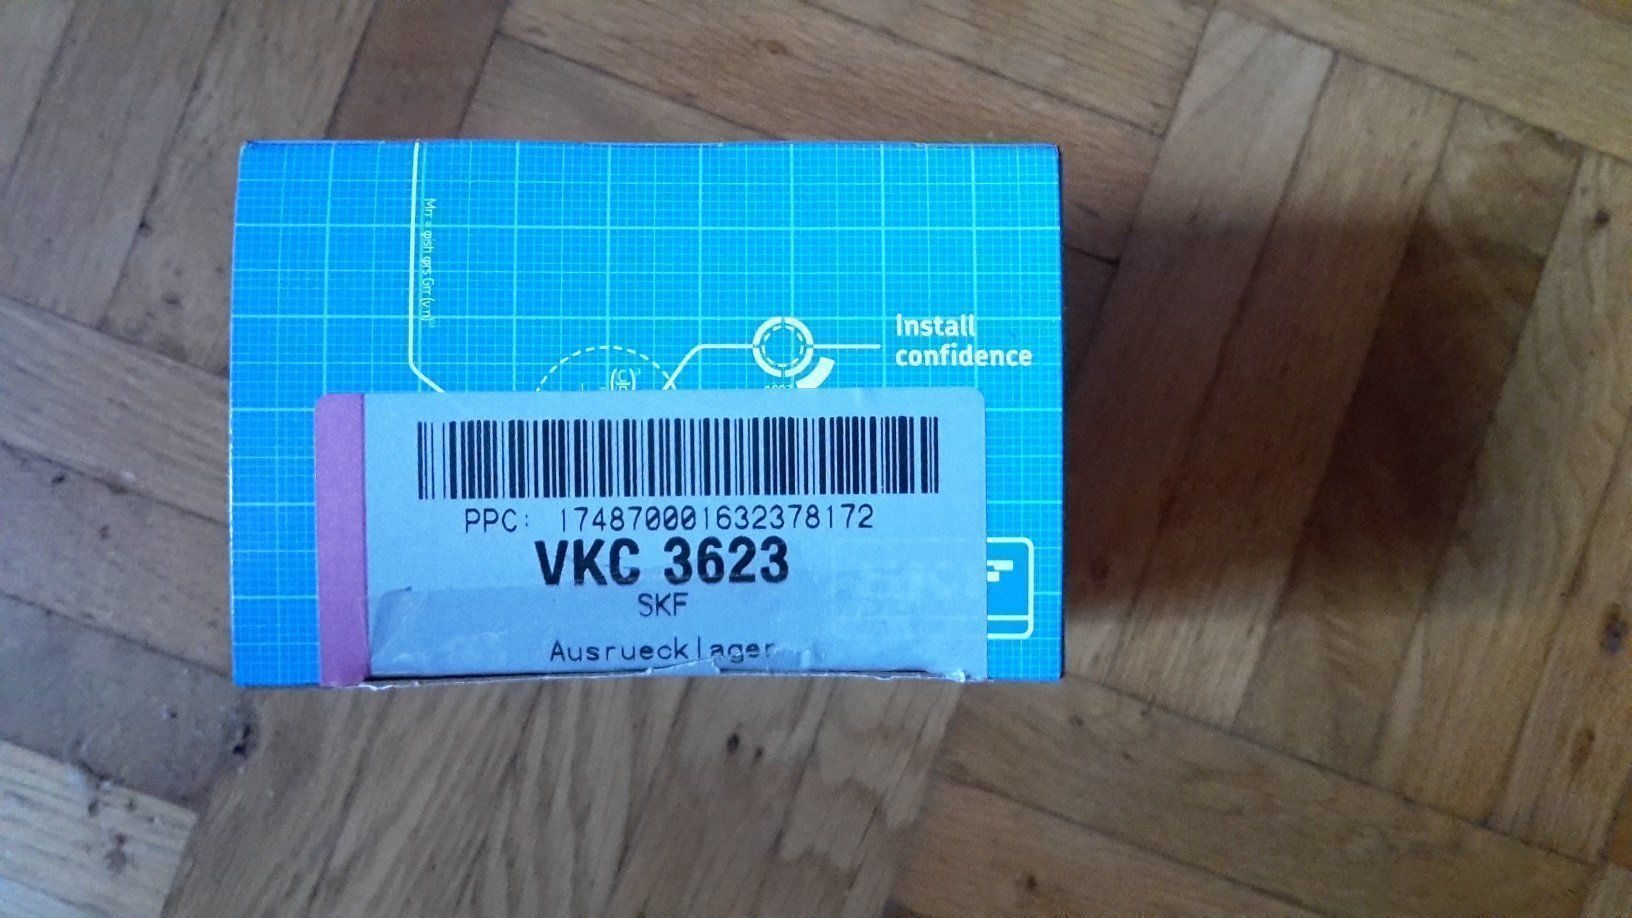 Install
confidence
PPC: 174870001632378172
VKC 3623
SKF
Ausruecklager